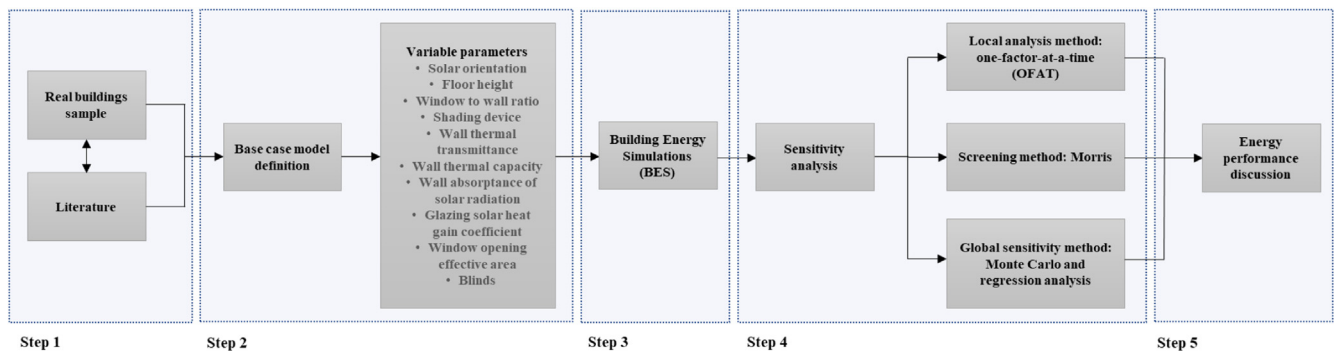 Real buildings
sample
Literature
Step 1
Base case model
definition
Variable parameters
• Solar orientation
• Floor height
• Window to wall ratio
• Shading device
• Wall thermal
transmittance
• Wall thermal capacity
• Wall absorptance of
solar radiation
• Glazing solar heat
gain coefficient
• Window opening
effective area
• Blinds
Step 2
Building Energy
Simulations
(BES)
Step 3
Sensitivity
analysis
Local analysis method:
one-factor-at-a-time
(OFAT)
Screening method: Morris
Global sensitivity method:
Monte Carlo and
regression analysis
Step 4
Energy
performance
discussion
Step 5